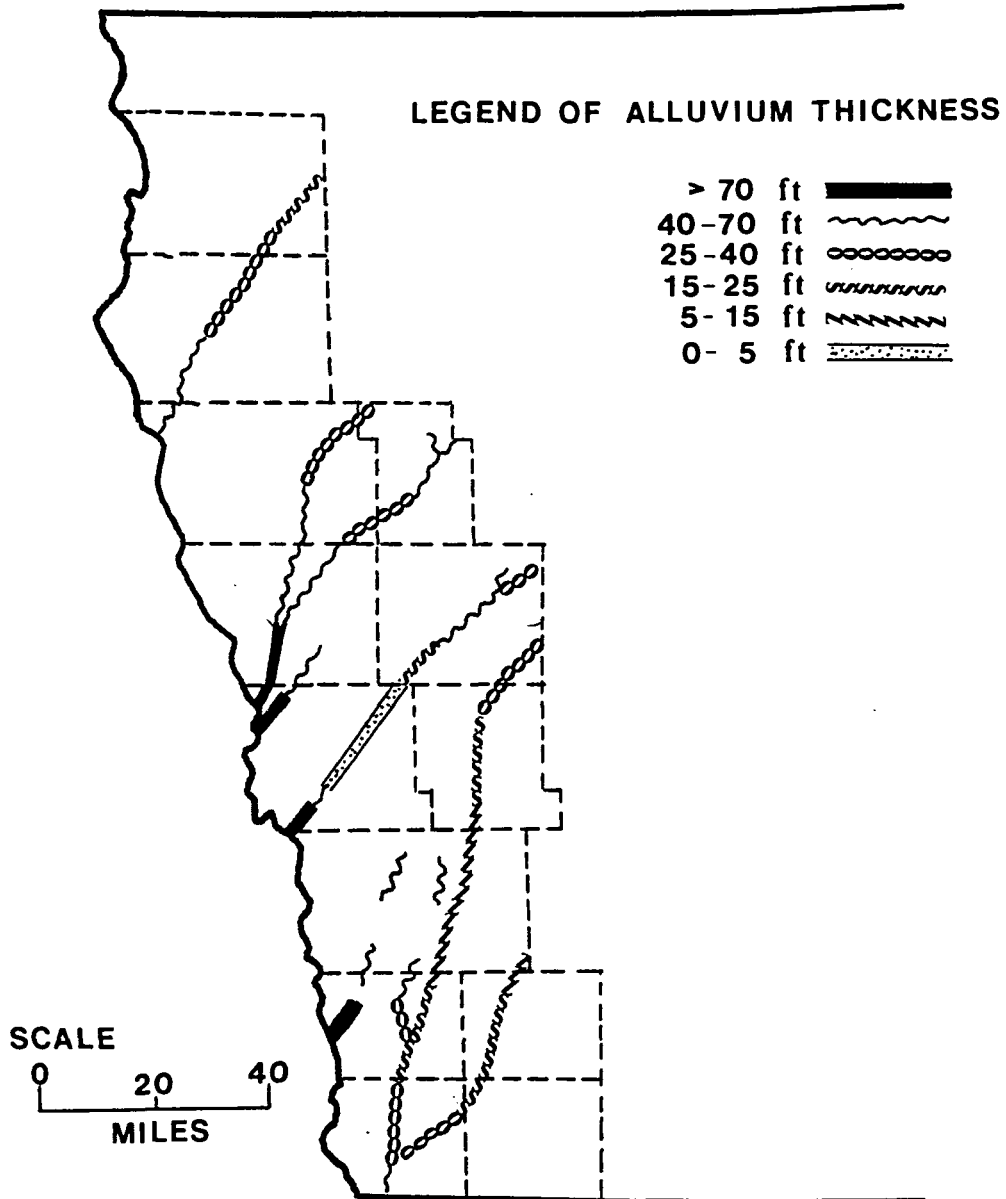 LEGEND OF ALLUVIUM THICKNESS
> 70 ft
40-70 ft
25-40 ft
15-25 ft
5-15 ft
0- 5 ft
SCALE
0 20 40
MILES